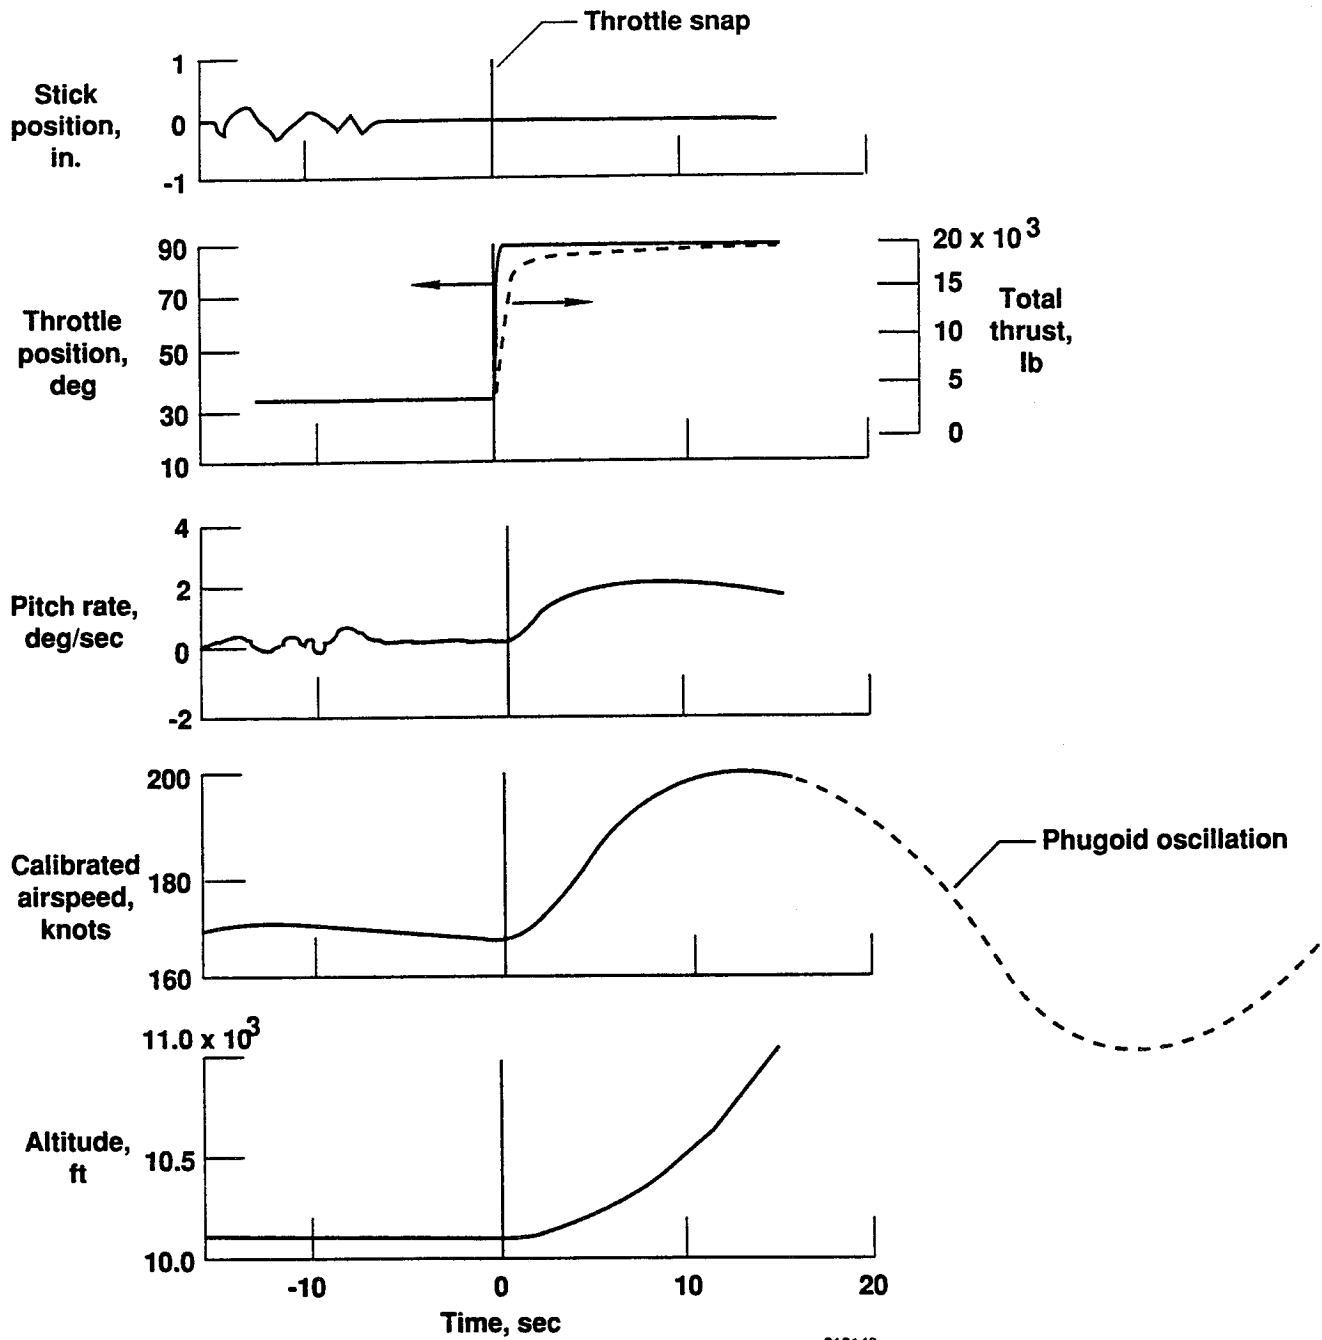 Throttle snap
Stick
position,
in.
1
0
-1
Throttle
position,
deg
90
70
50
30
10
20 x 10³
15
10
5
0
Total
thrust,
lb
Pitch rate,
deg/sec
4
2
0
-2
Calibrated
airspeed,
knots
200
180
160
Phugoid oscillation
11.0 x 10³
Altitude,
ft
10.5
10.0
-10
0
10
20
Time, sec